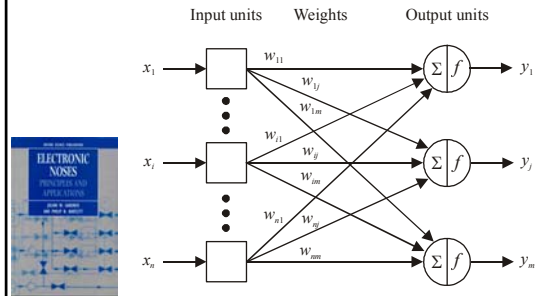 Input units Weights Output units
x1 w11 Σ f y1
w1j
w1m
wi1
xi wij Σ f yj
wim
wn1 wnj
xn wnm Σ f ym
ELECTRONIC
NOSES
PRINCIPLES AND
APPLICATIONS